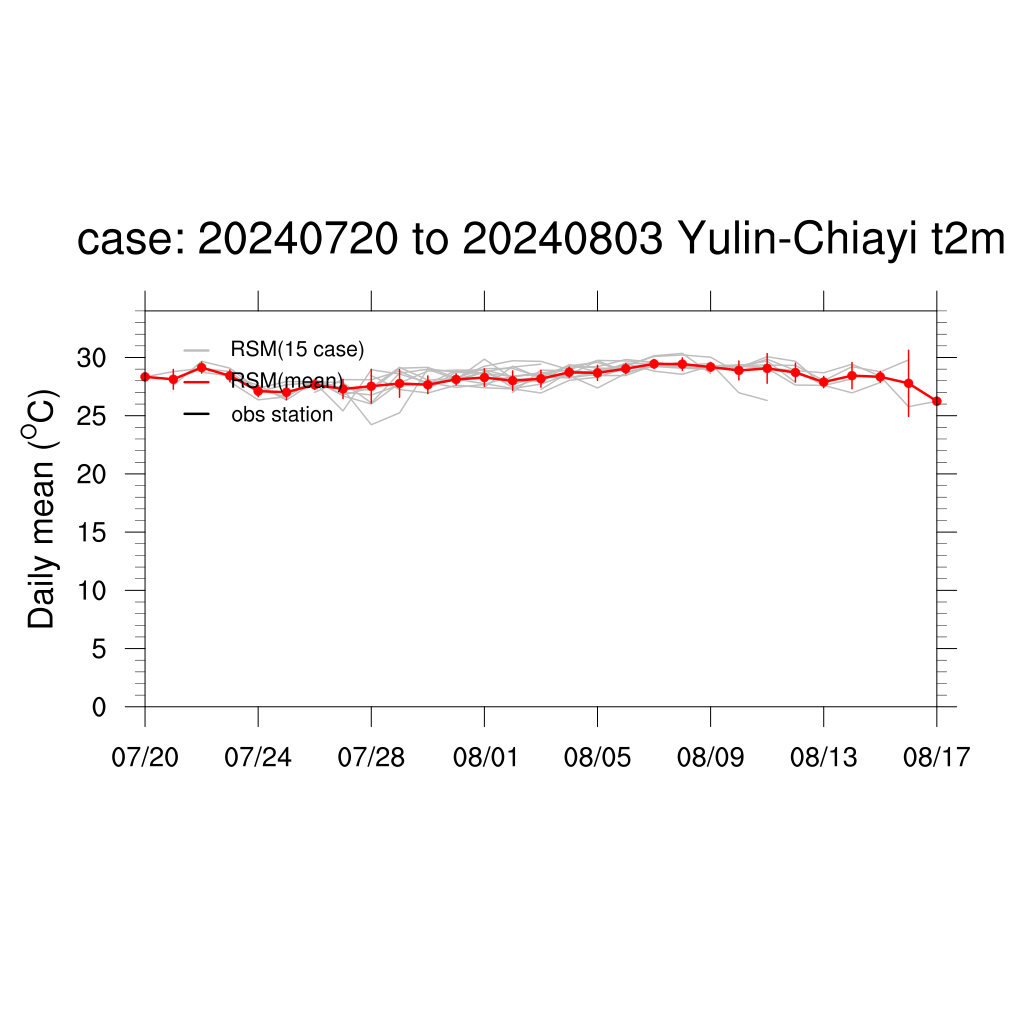 case: 20240720 to 20240803 Yulin-Chiayi t2m
Daily mean (°C)
30
25
20
15
10
5
0
RSM(15 case)
RSM(mean)
obs station
07/20 07/24 07/28 08/01 08/05 08/09 08/13 08/17